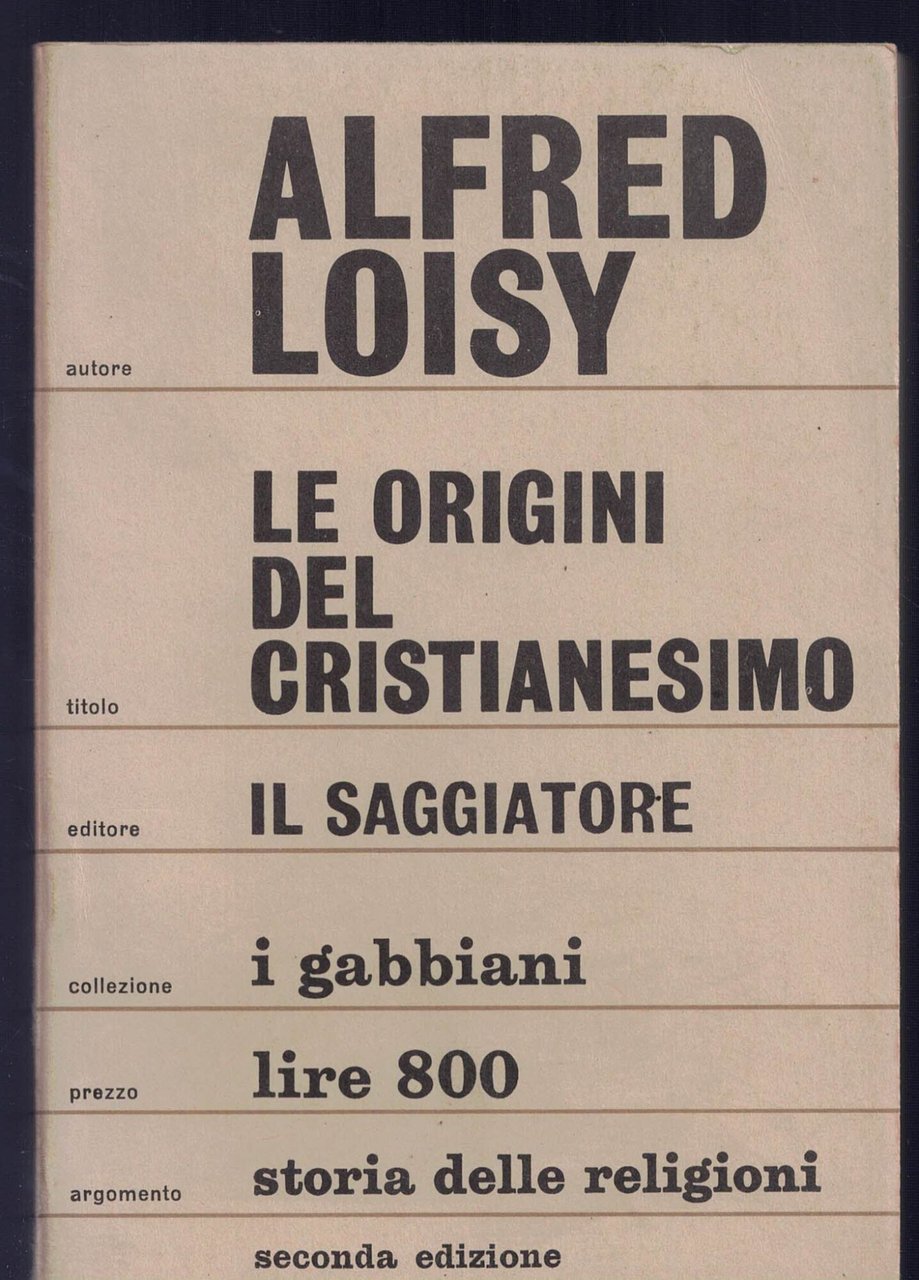 ALFRED
LOISY
autore
LE ORIGINI
DEL
CRISTIANESIMO
titolo
IL SAGGIATORE
editore
i gabbiani
collezione
lire 800
prezzo
storia delle religioni
argomento
seconda edizione